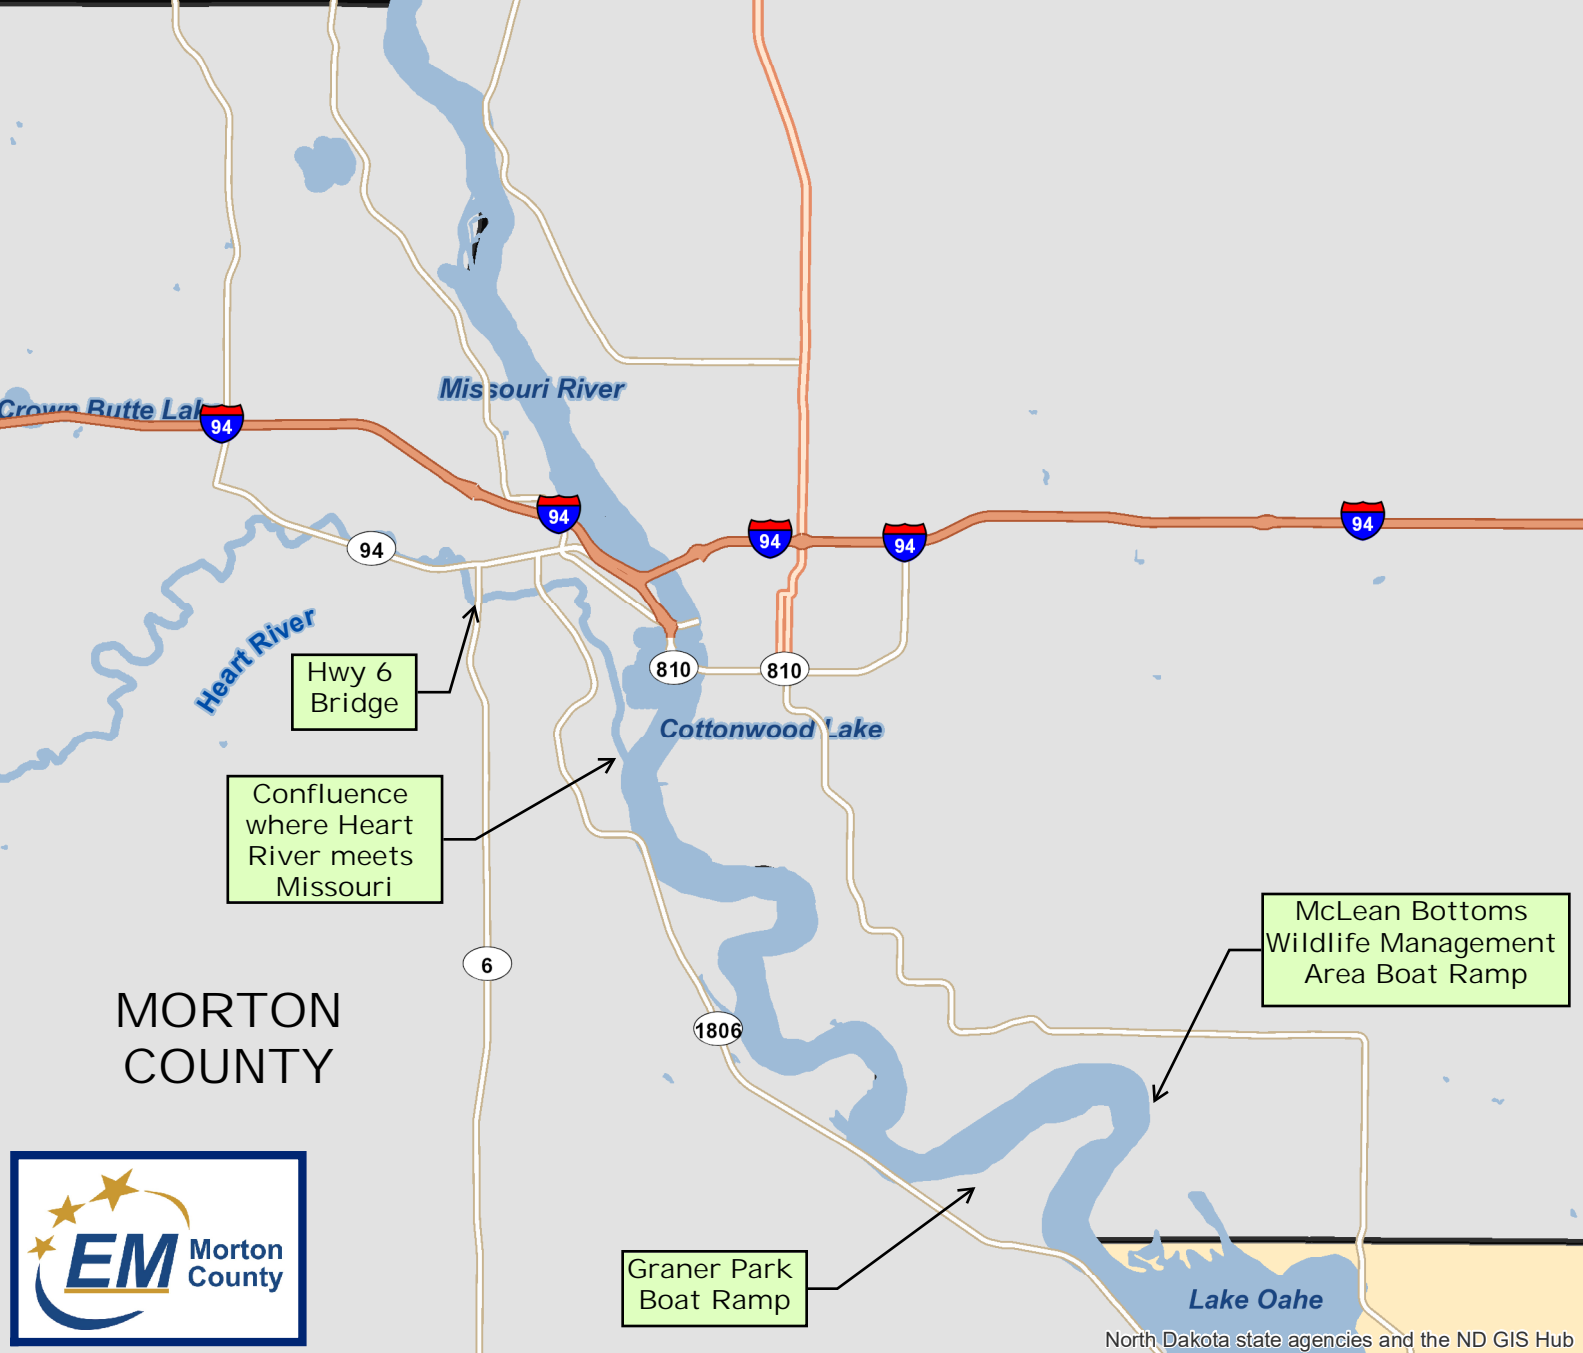 Missouri River
Crown Butte Lak
94
94
94
94
94
94
Heart River
Hwy 6
Bridge
810
810
Cottonwood Lake
Confluence
where Heart
River meets
Missouri
McLean Bottoms
Wildlife Management
Area Boat Ramp
6
MORTON
COUNTY
1806
EM Morton
County
Graner Park
Boat Ramp
Lake Oahe
North Dakota state agencies and the ND GIS Hub